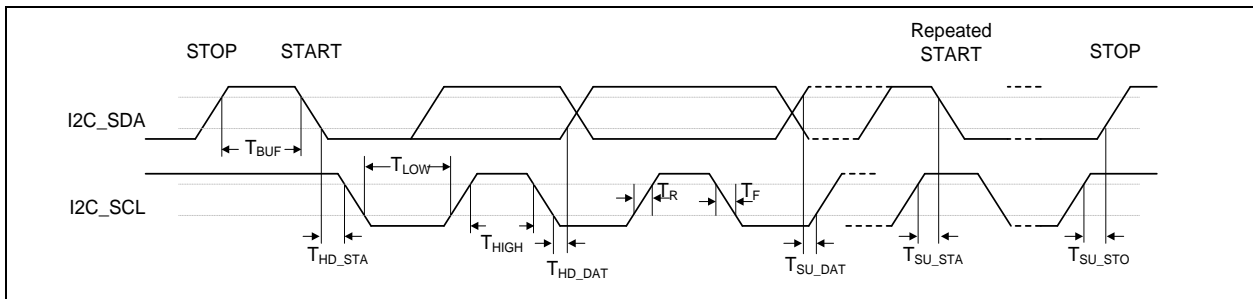 STOP
START
Repeated
START
STOP
I2C_SDA
TBUF
TLOW
I2C_SCL
TR
TF
THD_STA
THIGH
THD_DAT
TSU_DAT
TSU_STA
TSU_STO